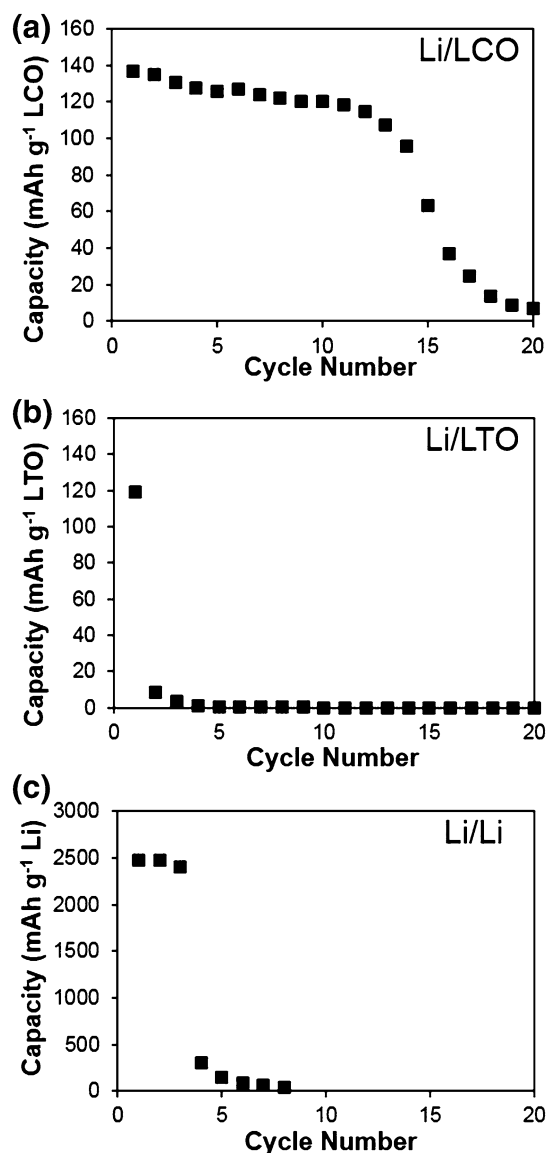 (a)
Li/LCO
Capacity (mAh g⁻¹ LCO)
160
140
120
100
80
60
40
20
0
0 5 10 15 20
Cycle Number
(b)
Li/LTO
Capacity (mAh g⁻¹ LTO)
160
140
120
100
80
60
40
20
0
0 5 10 15 20
Cycle Number
(c)
Li/Li
Capacity (mAh g⁻¹ Li)
3000
2500
2000
1500
1000
500
0
0 5 10 15 20
Cycle Number